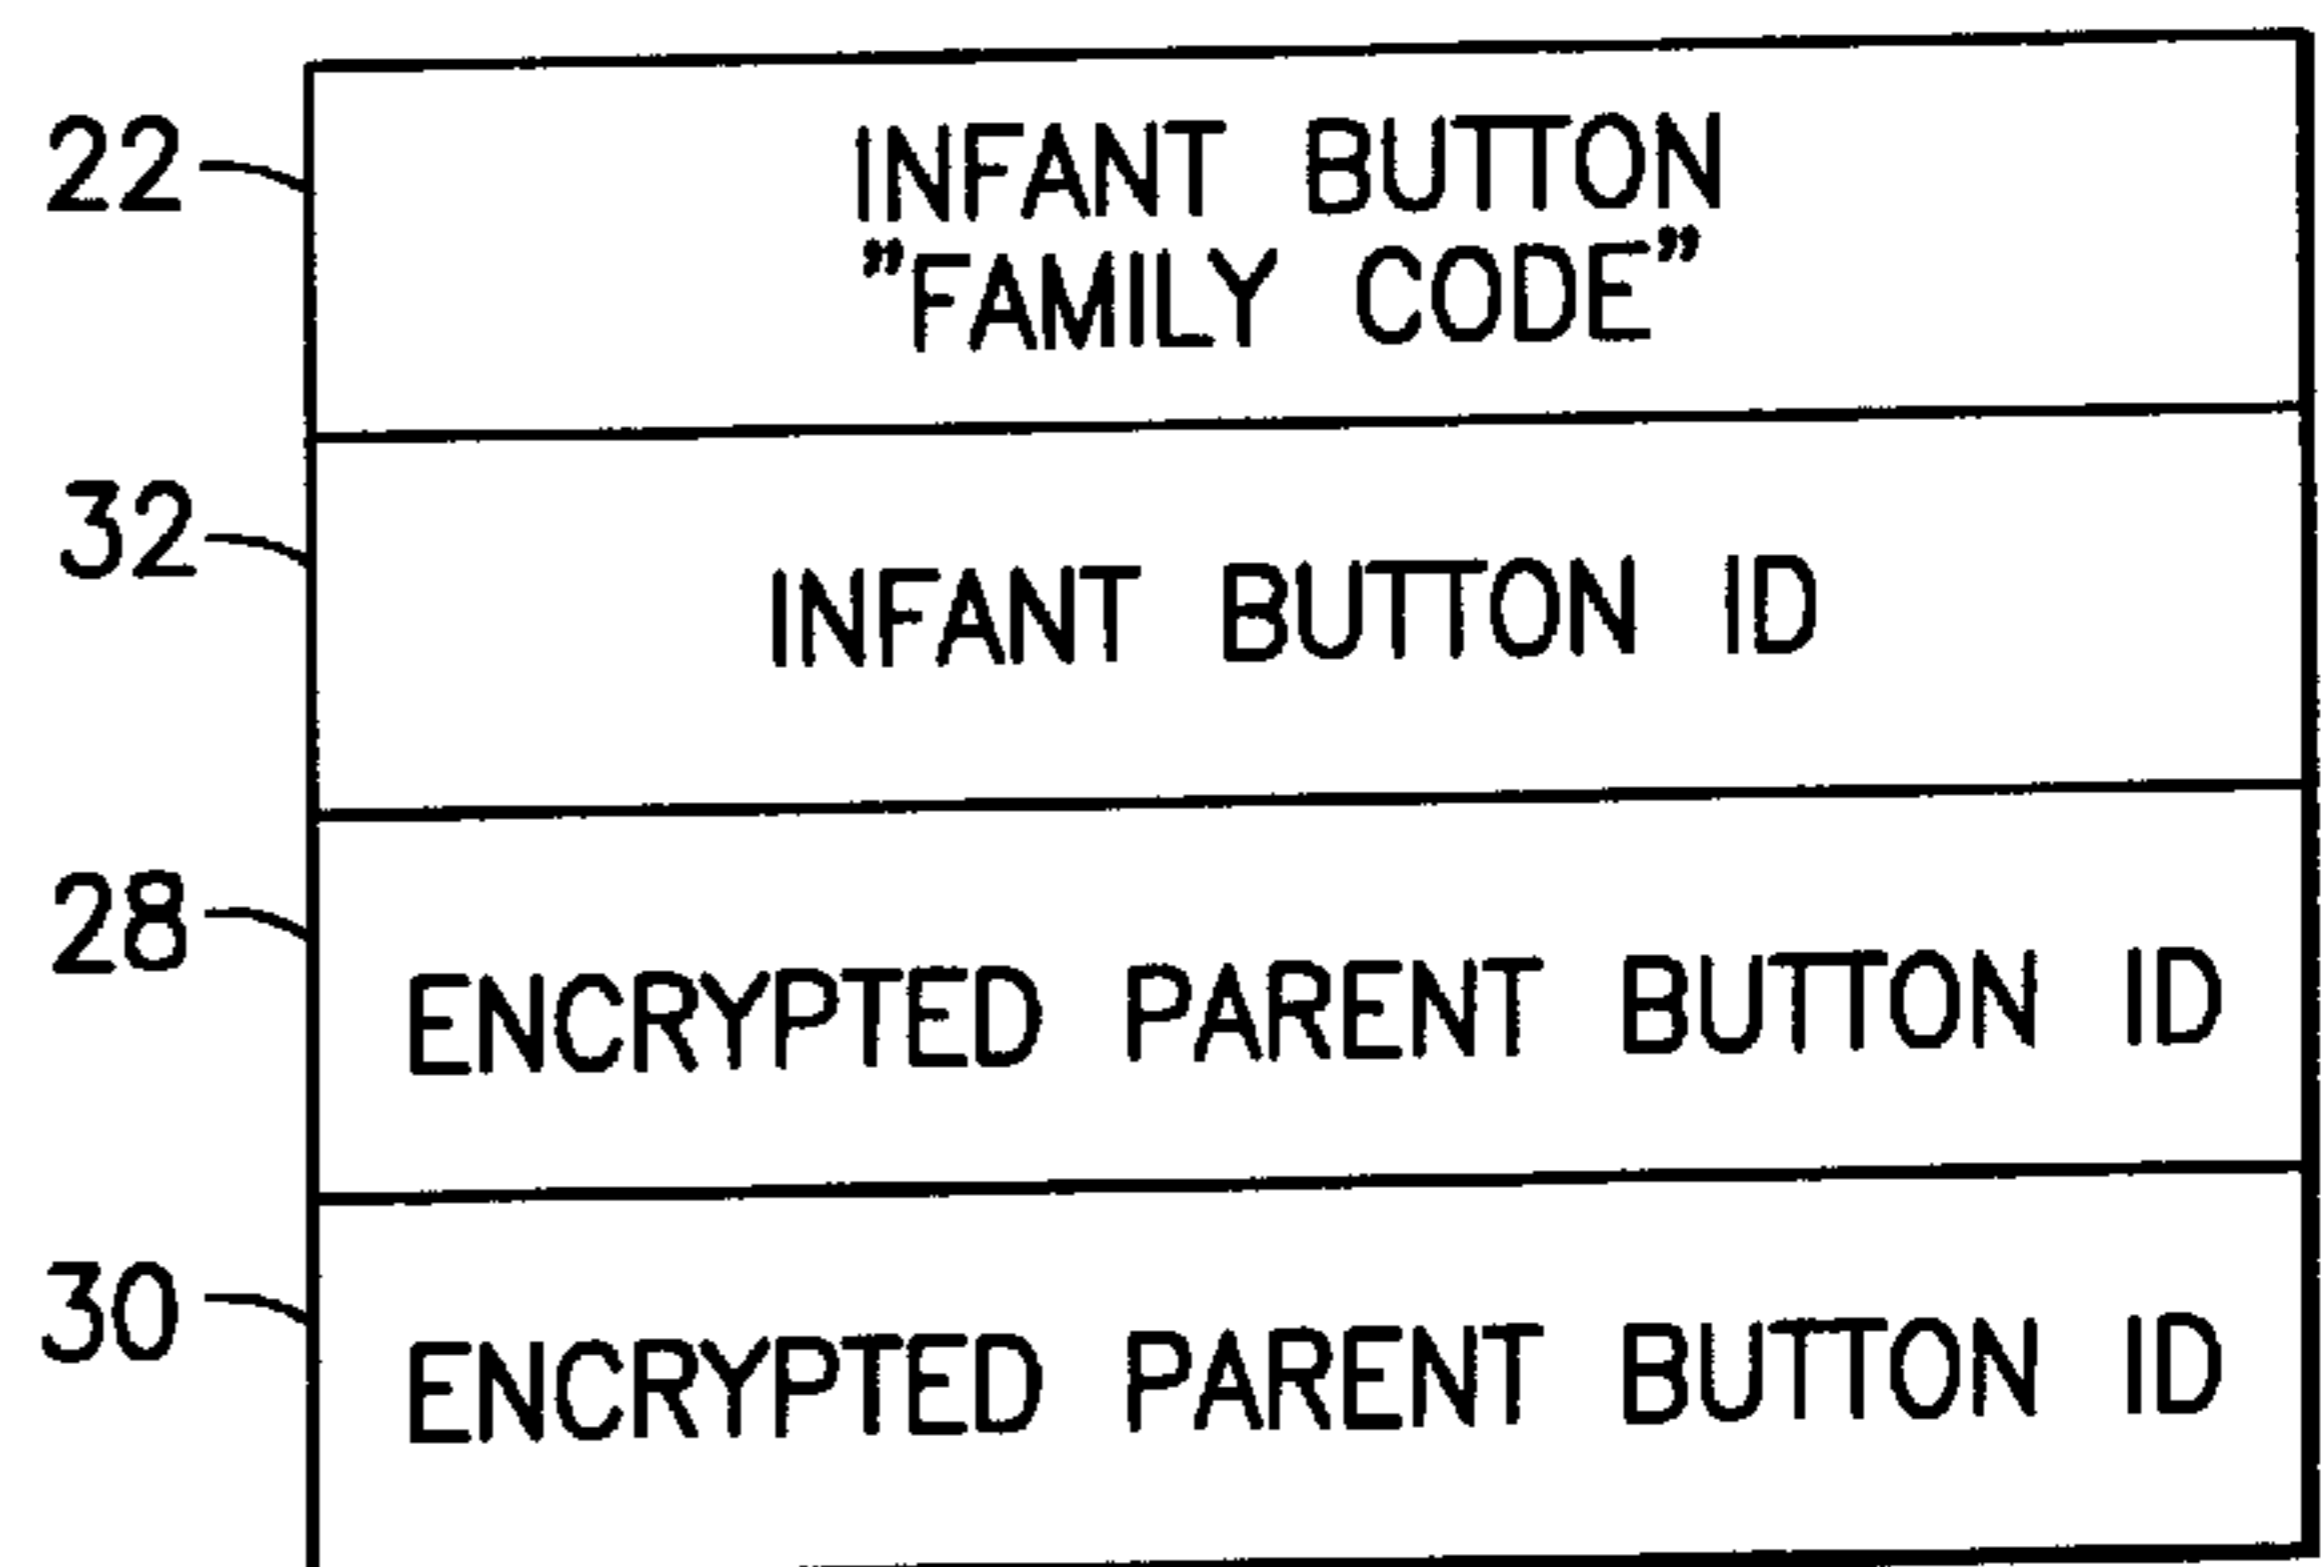 22
INFANT BUTTON
"FAMILY CODE"
32
INFANT BUTTON ID
28
ENCRYPTED PARENT BUTTON ID
30
ENCRYPTED PARENT BUTTON ID